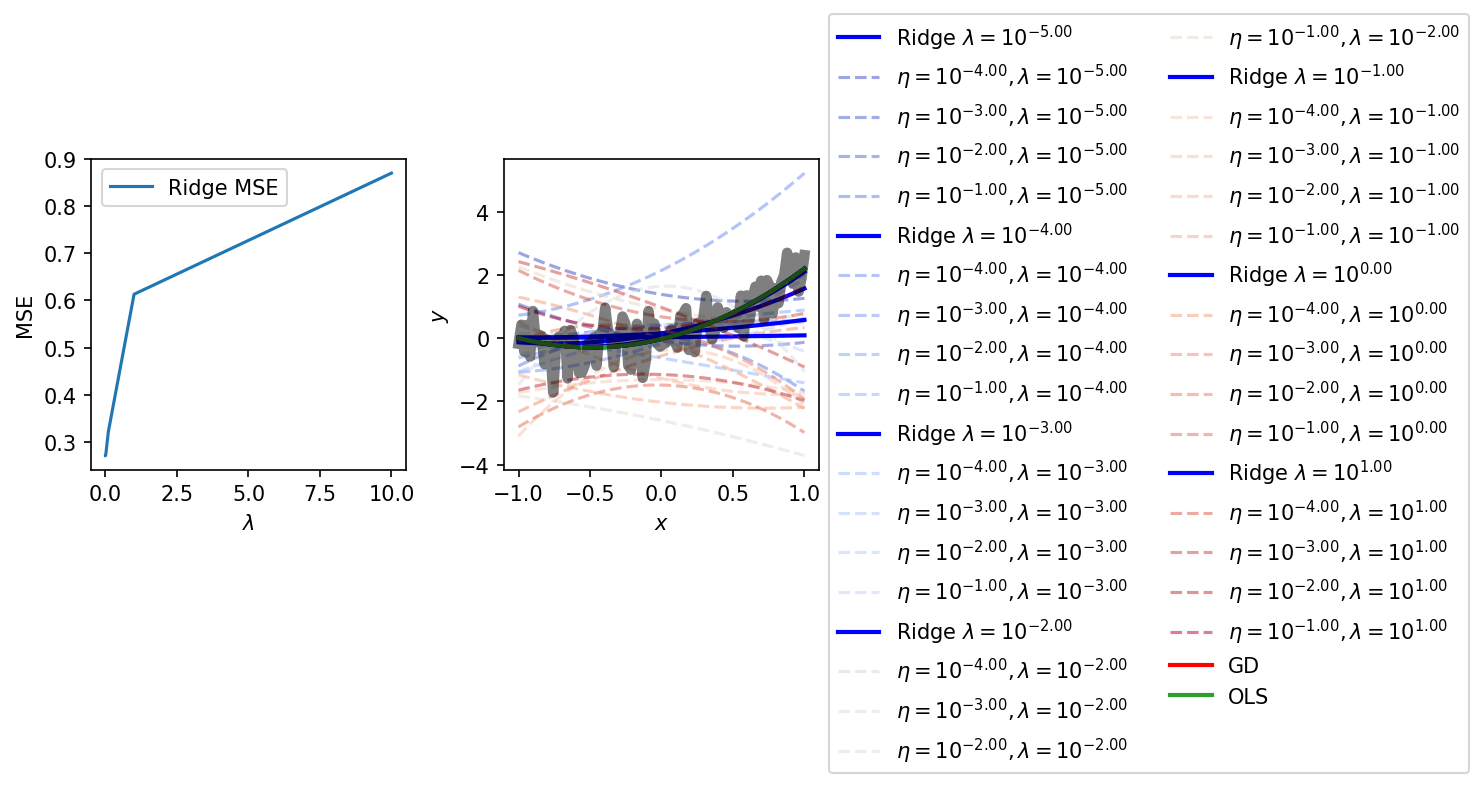 0.9
0.8
0.7
0.6
0.5
0.4
0.3
MSE
Ridge MSE
0.0 2.5 5.0 7.5 10.0
λ
4
2
0
−2
−4
y
−1.0 −0.5 0.0 0.5 1.0
x
Ridge λ = 10^−5.00
η = 10^−4.00, λ = 10^−5.00
η = 10^−3.00, λ = 10^−5.00
η = 10^−2.00, λ = 10^−5.00
η = 10^−1.00, λ = 10^−5.00
Ridge λ = 10^−4.00
η = 10^−4.00, λ = 10^−4.00
η = 10^−3.00, λ = 10^−4.00
η = 10^−2.00, λ = 10^−4.00
η = 10^−1.00, λ = 10^−4.00
Ridge λ = 10^−3.00
η = 10^−4.00, λ = 10^−3.00
η = 10^−3.00, λ = 10^−3.00
η = 10^−2.00, λ = 10^−3.00
η = 10^−1.00, λ = 10^−3.00
Ridge λ = 10^−2.00
η = 10^−4.00, λ = 10^−2.00
η = 10^−3.00, λ = 10^−2.00
η = 10^−2.00, λ = 10^−2.00
η = 10^−1.00, λ = 10^−2.00
Ridge λ = 10^−1.00
η = 10^−4.00, λ = 10^−1.00
η = 10^−3.00, λ = 10^−1.00
η = 10^−2.00, λ = 10^−1.00
η = 10^−1.00, λ = 10^−1.00
Ridge λ = 10^0.00
η = 10^−4.00, λ = 10^0.00
η = 10^−3.00, λ = 10^0.00
η = 10^−2.00, λ = 10^0.00
η = 10^−1.00, λ = 10^0.00
Ridge λ = 10^1.00
η = 10^−4.00, λ = 10^1.00
η = 10^−3.00, λ = 10^1.00
η = 10^−2.00, λ = 10^1.00
η = 10^−1.00, λ = 10^1.00
GD
OLS